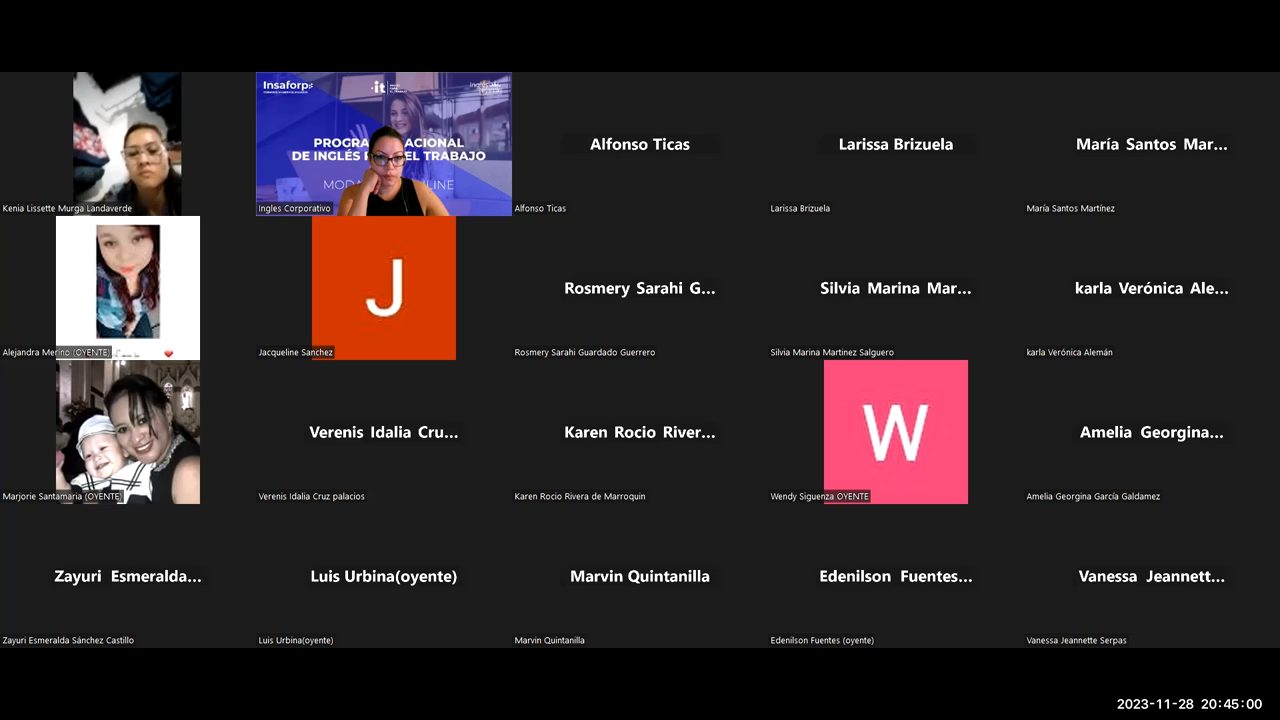 Insaforp
·it
PROGRA ACIONAL
DE INGLÉS P EL TRABAJO
MODA LINE
Kenia Lissette Murga Landaverde
Ingles Corporativo
Alfonso Ticas
Alfonso Ticas
Larissa Brizuela
Larissa Brizuela
María Santos Mar...
María Santos Martínez
Alejandra Merino (OYENTE)
J
Jacqueline Sanchez
Rosmery Sarahi G...
Rosmery Sarahi Guardado Guerrero
Silvia Marina Mar...
Silvia Marina Martinez Salguero
karla Verónica Ale...
karla Verónica Alemán
Marjorie Santamaria (OYENTE)
Verenis Idalia Cru...
Verenis Idalia Cruz palacios
Karen Rocio River...
Karen Rocio Rivera de Marroquin
W
Wendy Siguenza OYENTE
Amelia Georgina...
Amelia Georgina García Galdamez
Zayuri Esmeralda...
Zayuri Esmeralda Sánchez Castillo
Luis Urbina(oyente)
Luis Urbina(oyente)
Marvin Quintanilla
Marvin Quintanilla
Edenilson Fuentes...
Edenilson Fuentes (oyente)
Vanessa Jeannett...
Vanessa Jeannette Serpas
2023-11-28 20:45:00